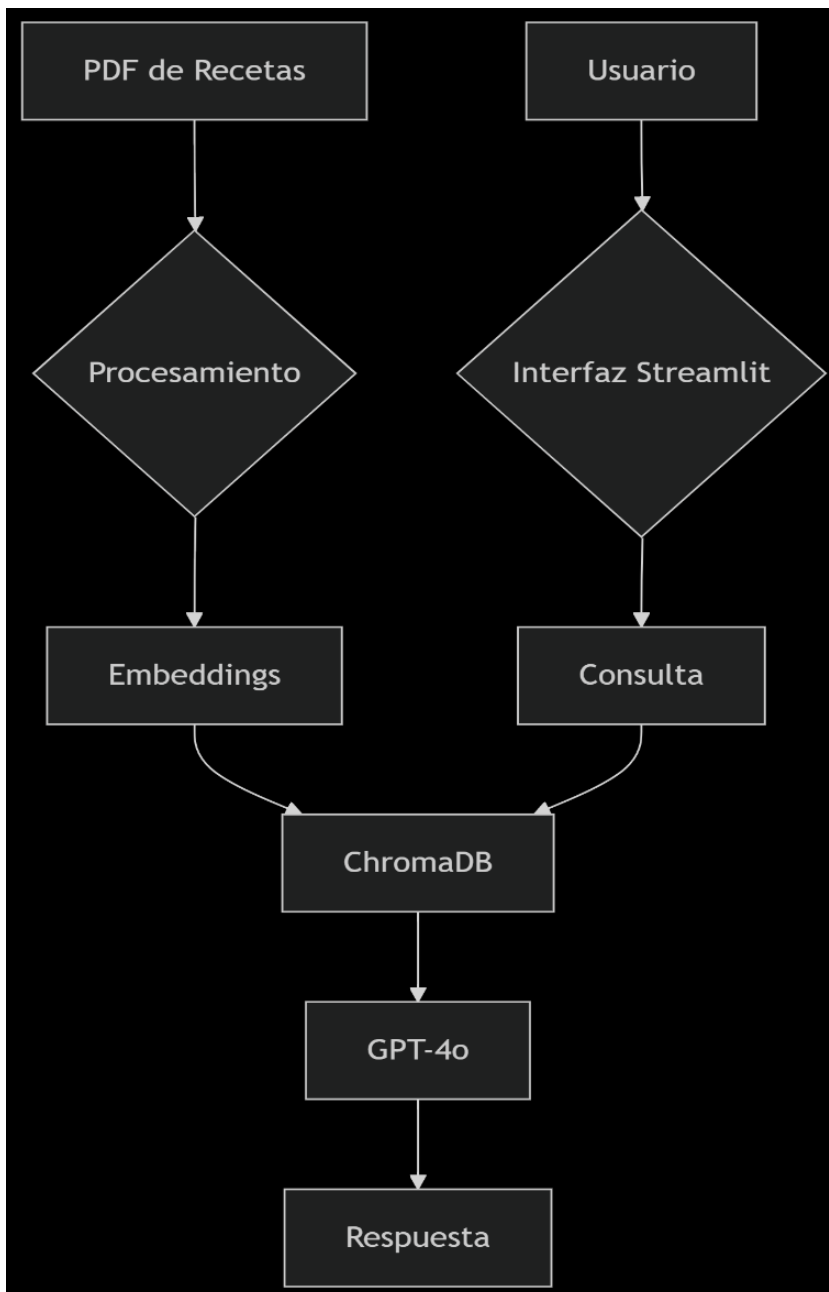 PDF de Recetas
Usuario
Procesamiento
Interfaz Streamlit
Embeddings
Consulta
ChromaDB
GPT-4o
Respuesta